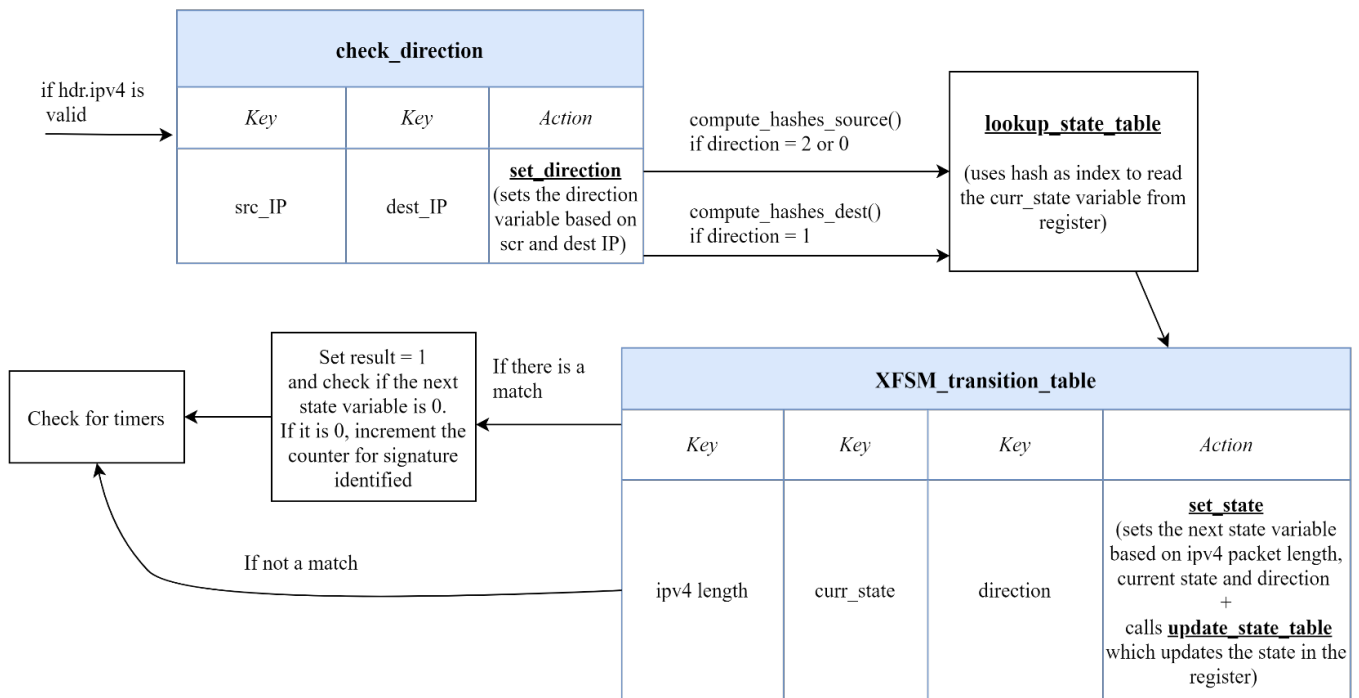 check_direction
if hdr.ipv4 is
valid
Key
Key
Action
src_IP
dest_IP
set_direction
(sets the direction
variable based on
scr and dest IP)
compute_hashes_source()
if direction = 2 or 0
compute_hashes_dest()
if direction = 1
lookup_state_table
(uses hash as index to read
the curr_state variable from
register)
XFSM_transition_table
Key
Key
Key
Action
ipv4 length
curr_state
direction
set_state
(sets the next state variable
based on ipv4 packet length,
current state and direction
+
calls update_state_table
which updates the state in the
register)
If there is a
match
Set result = 1
and check if the next
state variable is 0.
If it is 0, increment the
counter for signature
identified
Check for timers
If not a match